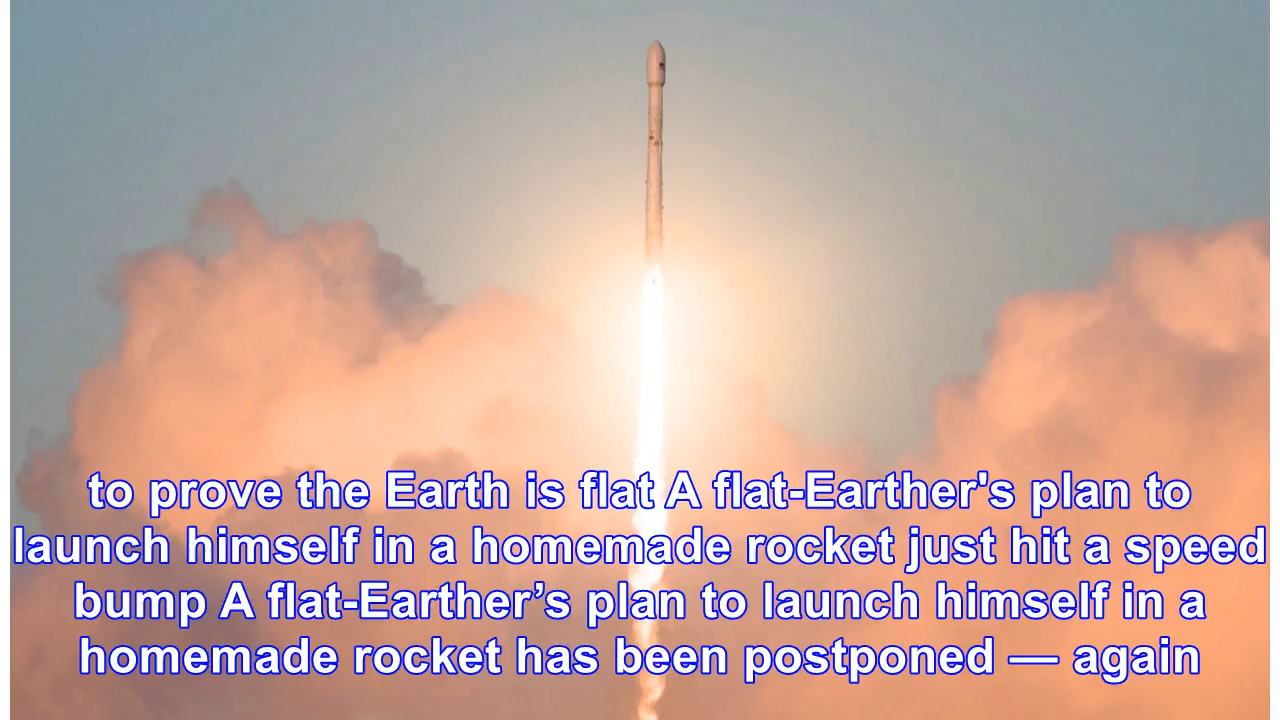 to prove the Earth is flat A flat-Earther's plan to
launch himself in a homemade rocket just hit a speed
bump A flat-Earther’s plan to launch himself in a
homemade rocket has been postponed — again